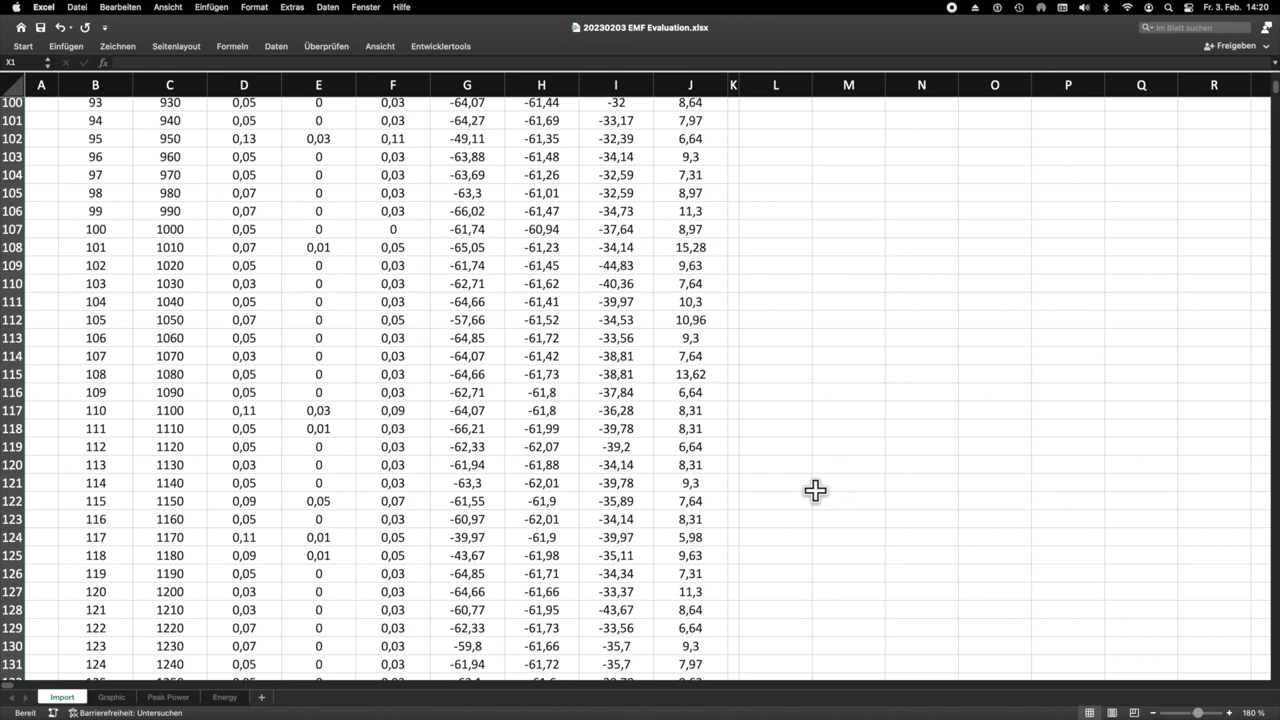 Excel Datei Bearbeiten Ansicht Einfügen Format Extras Daten Fenster Hilfe Fr. 3. Feb. 14:20
20230203 EMF Evaluation.xlsx Im Blatt suchen
Start Einfügen Zeichnen Seitenlayout Formeln Daten Überprüfen Ansicht Entwicklertools Freigeben
X1 fx
A B C D E F G H I J K L M N O P Q R
100 93 930 0,05 0 0,03 -64,07 -61,44 -32 8,64
101 94 940 0,05 0 0,03 -64,27 -61,69 -33,17 7,97
102 95 950 0,13 0,03 0,11 -49,11 -61,35 -32,39 6,64
103 96 960 0,05 0 0,03 -63,88 -61,48 -34,14 9,3
104 97 970 0,05 0 0,03 -63,69 -61,26 -32,59 7,31
105 98 980 0,07 0 0,03 -63,3 -61,01 -32,59 8,97
106 99 990 0,07 0 0,03 -66,02 -61,47 -34,73 11,3
107 100 1000 0,05 0 0 -61,74 -60,94 -37,64 8,97
108 101 1010 0,07 0,01 0,05 -65,05 -61,23 -34,14 15,28
109 102 1020 0,05 0 0,03 -61,74 -61,45 -44,83 9,63
110 103 1030 0,03 0 0,03 -62,71 -61,62 -40,36 7,64
111 104 1040 0,05 0 0,03 -64,66 -61,41 -39,97 10,3
112 105 1050 0,07 0 0,05 -57,66 -61,52 -34,53 10,96
113 106 1060 0,05 0 0,03 -64,85 -61,72 -33,56 9,3
114 107 1070 0,03 0 0,03 -64,07 -61,42 -38,81 7,64
115 108 1080 0,05 0 0,03 -64,66 -61,73 -38,81 13,62
116 109 1090 0,05 0 0,03 -62,71 -61,8 -37,84 6,64
117 110 1100 0,11 0,03 0,09 -64,07 -61,8 -36,28 8,31
118 111 1110 0,05 0,01 0,03 -66,21 -61,99 -39,78 8,31
119 112 1120 0,05 0 0,03 -62,33 -62,07 -39,2 6,64
120 113 1130 0,03 0 0,03 -61,94 -61,88 -34,14 8,31
121 114 1140 0,05 0 0,03 -63,3 -62,01 -39,78 9,3
122 115 1150 0,09 0,05 0,07 -61,55 -61,9 -35,89 7,64
123 116 1160 0,05 0 0,03 -60,97 -62,01 -34,14 8,31
124 117 1170 0,11 0,01 0,05 -39,97 -61,9 -39,97 5,98
125 118 1180 0,09 0,01 0,05 -43,67 -61,98 -35,11 9,63
126 119 1190 0,05 0 0,03 -64,85 -61,71 -34,34 7,31
127 120 1200 0,03 0 0,03 -64,66 -61,66 -33,37 11,3
128 121 1210 0,03 0 0,03 -60,77 -61,95 -43,67 8,64
129 122 1220 0,07 0 0,03 -62,33 -61,73 -33,56 6,64
130 123 1230 0,07 0 0,03 -59,8 -61,66 -35,7 9,3
131 124 1240 0,05 0 0,03 -61,94 -61,72 -35,7 7,97
Import Graphic Peak Power Energy
Bereit Barrierefreiheit: Untersuchen 180 %